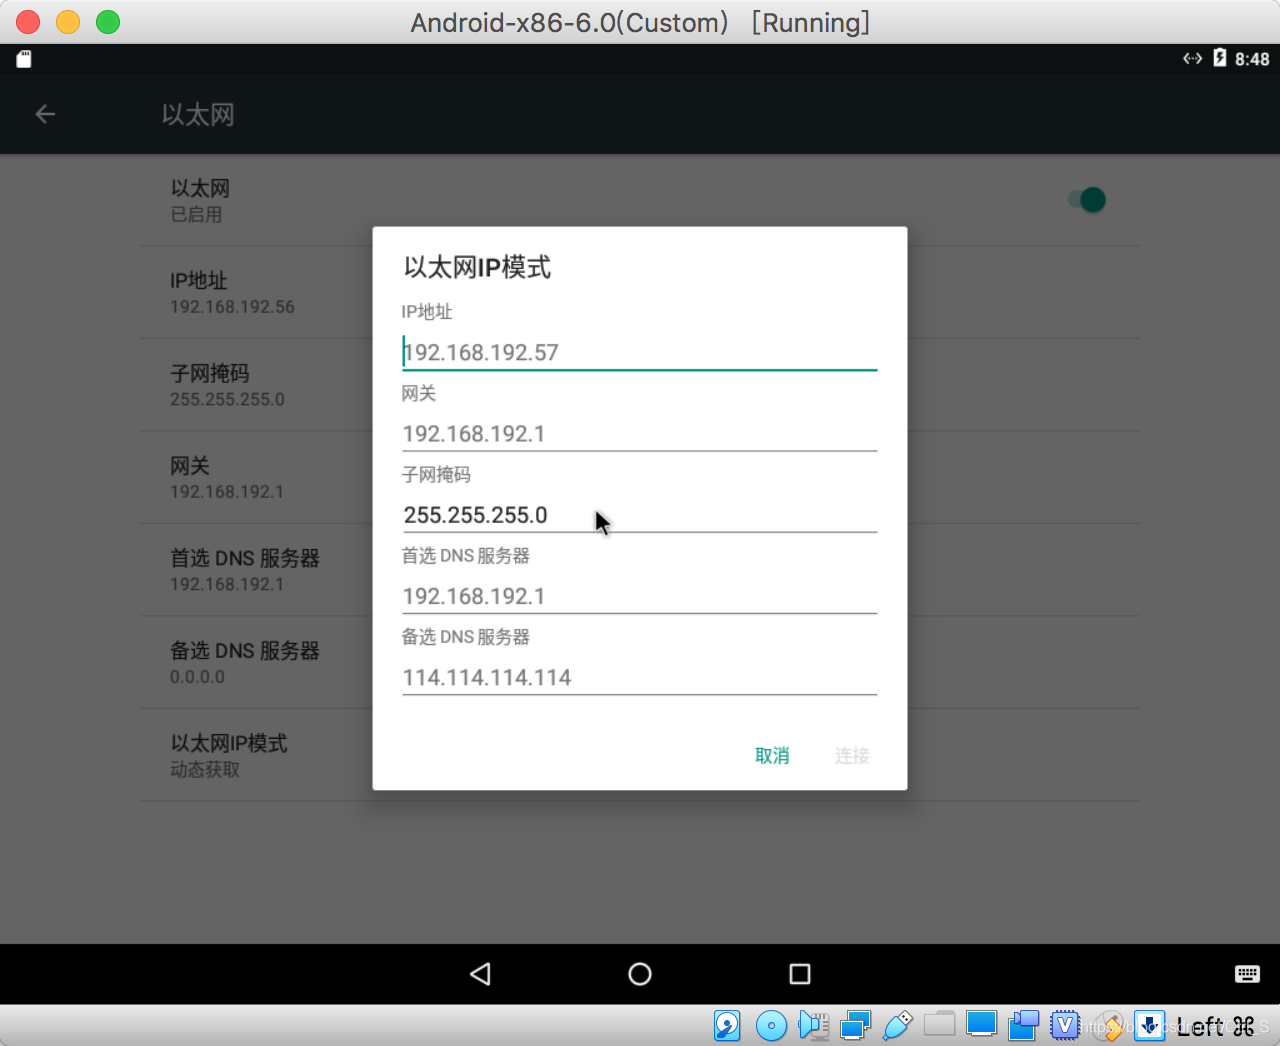 Android-x86-6.0(Custom) [Running]
8:48
以太网
以太网
已启用
IP地址
192.168.192.56
子网掩码
255.255.255.0
网关
192.168.192.1
首选 DNS 服务器
192.168.192.1
备选 DNS 服务器
0.0.0.0
以太网IP模式
动态获取
以太网IP模式
IP地址
192.168.192.57
网关
192.168.192.1
子网掩码
255.255.255.0
首选 DNS 服务器
192.168.192.1
备选 DNS 服务器
114.114.114.114
取消
连接
V
Left ⌘